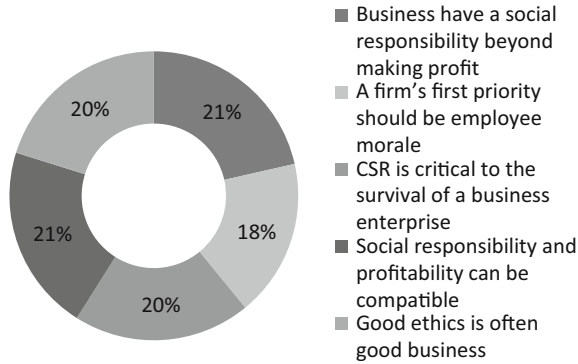 Business have a social
responsibility beyond
making profit
A firm's first priority
should be employee
morale
CSR is critical to the
survival of a business
enterprise
Social responsibility and
profitability can be
compatible
Good ethics is often
good business
20%
21%
21%
18%
20%